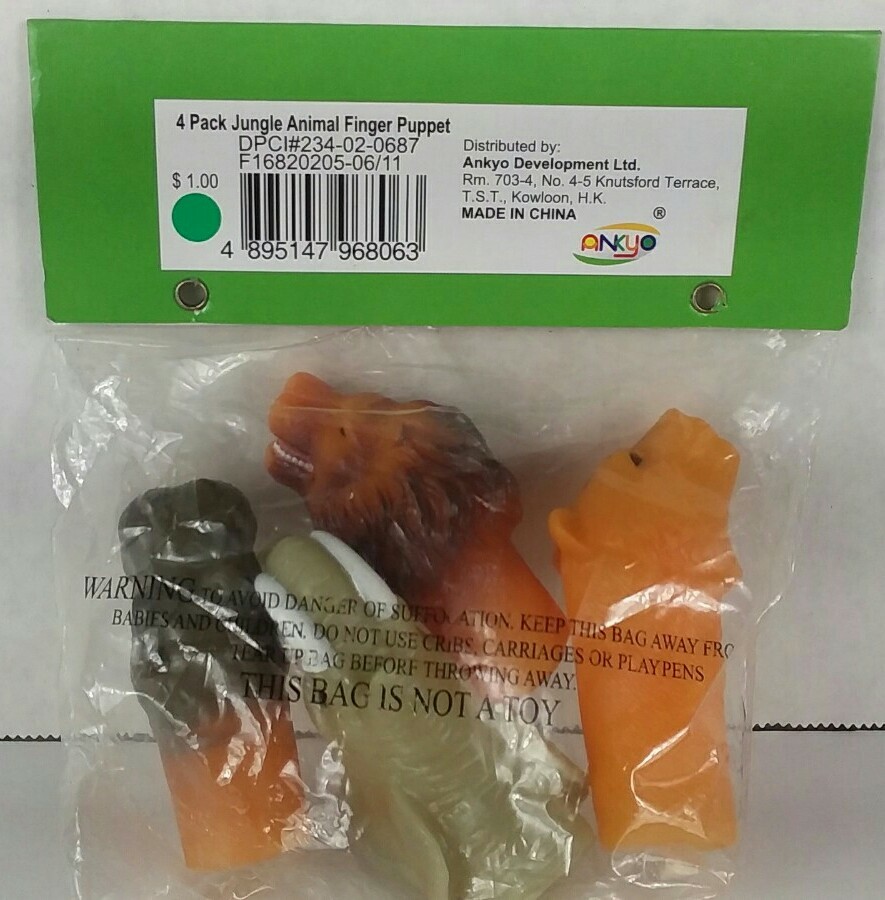 4 Pack Jungle Animal Finger Puppet
DPCI#234-02-0687
F16820205-06/11
$ 1.00
4 895147 968063
Distributed by:
Ankyo Development Ltd.
Rm. 703-4, No. 4-5 Knutsford Terrace,
T.S.T., Kowloon, H.K.
MADE IN CHINA ®
ANKYO
WARNING TO AVOID DANGER OF SUFFO ATION. KEEP THIS BAG AWAY FRO
BABIES AND CHILDREN. DO NOT USE CRIBS, CARRIAGES OR PLAYPENS
TEAR UP BAG BEFORE THROWING AWAY.
THIS BAG IS NOT A TOY